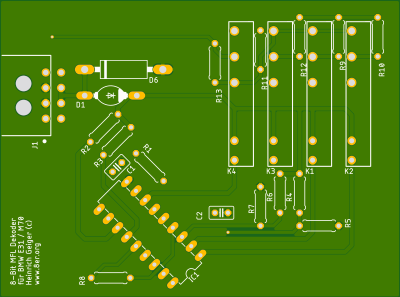 D6
D1
J1
R2
R3
R1
C1
R13
R11
R12
R9
R10
K4
K3
K1
K2
R6
R4
R7
R5
C2
IC1
R8
8-Bit MFL Dekoder
für BMW E31 / M70
Heinrich Geiger (c)
www.8er.org